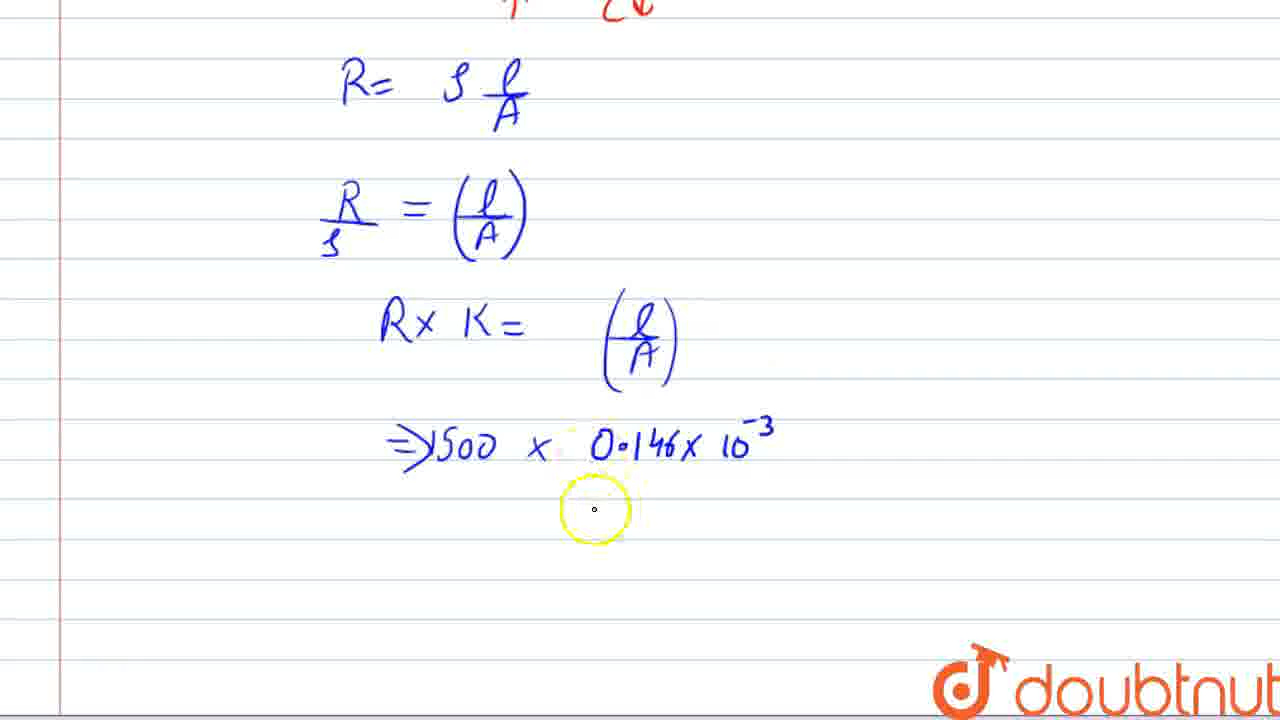 R = ρ l/A
R/ρ = (l/A)
R × K = (l/A)
⇒ 1500 × 0.146 × 10⁻³
doubtnut